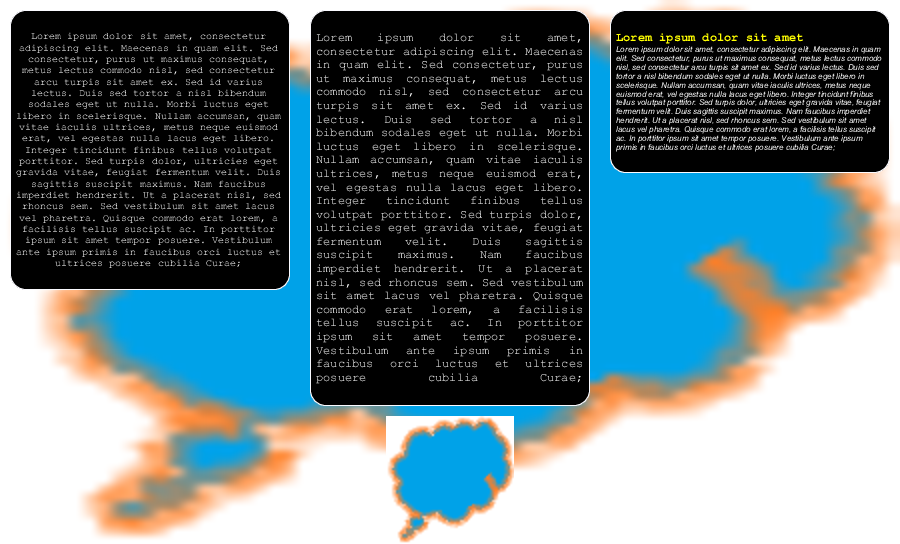 Lorem ipsum dolor sit amet, consectetur
adipiscing elit. Maecenas in quam elit. Sed
consectetur, purus ut maximus consequat,
metus lectus commodo nisl, sed consectetur
arcu turpis sit amet ex. Sed id varius
lectus. Duis sed tortor a nisl bibendum
sodales eget ut nulla. Morbi luctus eget
libero in scelerisque. Nullam accumsan, quam
vitae iaculis ultrices, metus neque euismod
erat, vel egestas nulla lacus eget libero.
Integer tincidunt finibus tellus volutpat
porttitor. Sed turpis dolor, ultricies eget
gravida vitae, feugiat fermentum velit. Duis
sagittis suscipit maximus. Nam faucibus
imperdiet hendrerit. Ut a placerat nisl, sed
rhoncus sem. Sed vestibulum sit amet lacus
vel pharetra. Quisque commodo erat lorem, a
facilisis tellus suscipit ac. In porttitor
ipsum sit amet tempor posuere. Vestibulum
ante ipsum primis in faucibus orci luctus et
ultrices posuere cubilia Curae;
Lorem ipsum dolor sit amet,
consectetur adipiscing elit. Maecenas
in quam elit. Sed consectetur, purus
ut maximus consequat, metus lectus
commodo nisl, sed consectetur arcu
turpis sit amet ex. Sed id varius
lectus. Duis sed tortor a nisl
bibendum sodales eget ut nulla. Morbi
luctus eget libero in scelerisque.
Nullam accumsan, quam vitae iaculis
ultrices, metus neque euismod erat,
vel egestas nulla lacus eget libero.
Integer tincidunt finibus tellus
volutpat porttitor. Sed turpis dolor,
ultricies eget gravida vitae, feugiat
fermentum velit. Duis sagittis
suscipit maximus. Nam faucibus
imperdiet hendrerit. Ut a placerat
nisl, sed rhoncus sem. Sed vestibulum
sit amet lacus vel pharetra. Quisque
commodo erat lorem, a facilisis
tellus suscipit ac. In porttitor
ipsum sit amet tempor posuere.
Vestibulum ante ipsum primis in
faucibus orci luctus et ultrices
posuere cubilia Curae;
Lorem ipsum dolor sit amet
Lorem ipsum dolor sit amet, consectetur adipiscing elit. Maecenas in quam
elit. Sed consectetur, purus ut maximus consequat, metus lectus commodo
nisl, sed consectetur arcu turpis sit amet ex. Sed id varius lectus. Duis sed
tortor a nisl bibendum sodales eget ut nulla. Morbi luctus eget libero in
scelerisque. Nullam accumsan, quam vitae iaculis ultrices, metus neque
euismod erat, vel egestas nulla lacus eget libero. Integer tincidunt finibus
tellus volutpat porttitor. Sed turpis dolor, ultricies eget gravida vitae, feugiat
fermentum velit. Duis sagittis suscipit maximus. Nam faucibus imperdiet
hendrerit. Ut a placerat nisl, sed rhoncus sem. Sed vestibulum sit amet
lacus vel pharetra. Quisque commodo erat lorem, a facilisis tellus suscipit
ac. In porttitor ipsum sit amet tempor posuere. Vestibulum ante ipsum
primis in faucibus orci luctus et ultrices posuere cubilia Curae;